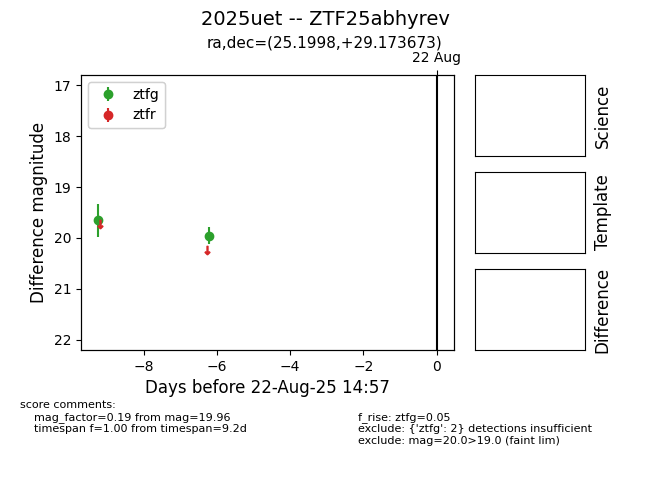 2025uet -- ZTF25abhyrev
ra,dec=(25.1998,+29.173673)
22 Aug
ztfg
ztfr
17
18
19
20
21
22
Difference magnitude
−8
−6
−4
−2
0
Days before 22-Aug-25 14:57
Science
Template
Difference
score comments:
mag_factor=0.19 from mag=19.96
timespan f=1.00 from timespan=9.2d
f_rise: ztfg=0.05
exclude: {'ztfg': 2} detections insufficient
exclude: mag=20.0>19.0 (faint lim)